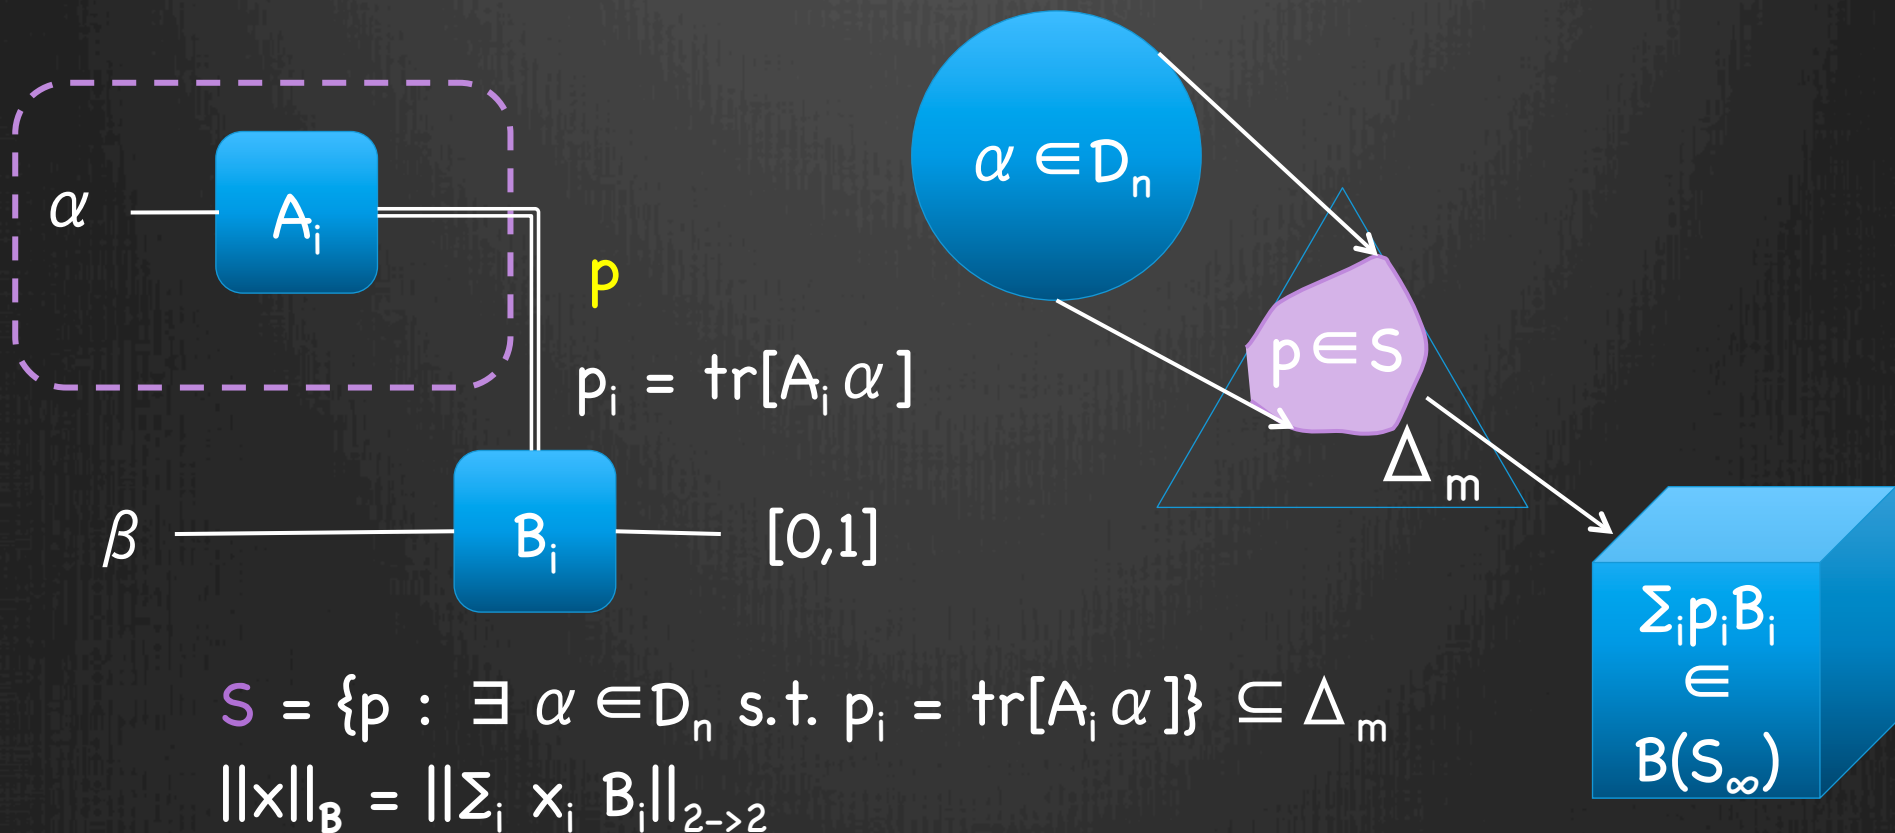 α
A_i
p
p_i = tr[A_i α]
β
B_i
[0,1]
α ∈ D_n
p ∈ S
Δ_m
Σ_i p_i B_i
∈
B(S_∞)
S = {p : ∃ α ∈ D_n s.t. p_i = tr[A_i α]} ⊆ Δ_m
||x||_B = ||Σ_i x_i B_i||_{2->2}